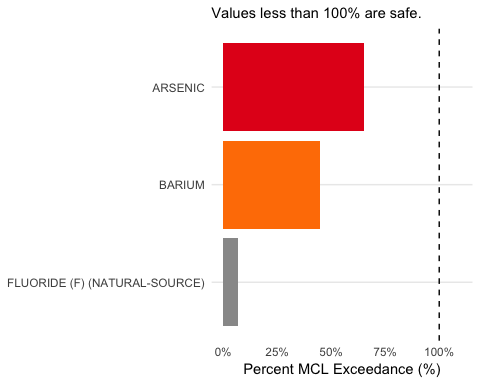 Values less than 100% are safe.
ARSENIC
BARIUM
FLUORIDE (F) (NATURAL-SOURCE)
0% 25% 50% 75% 100%
Percent MCL Exceedance (%)